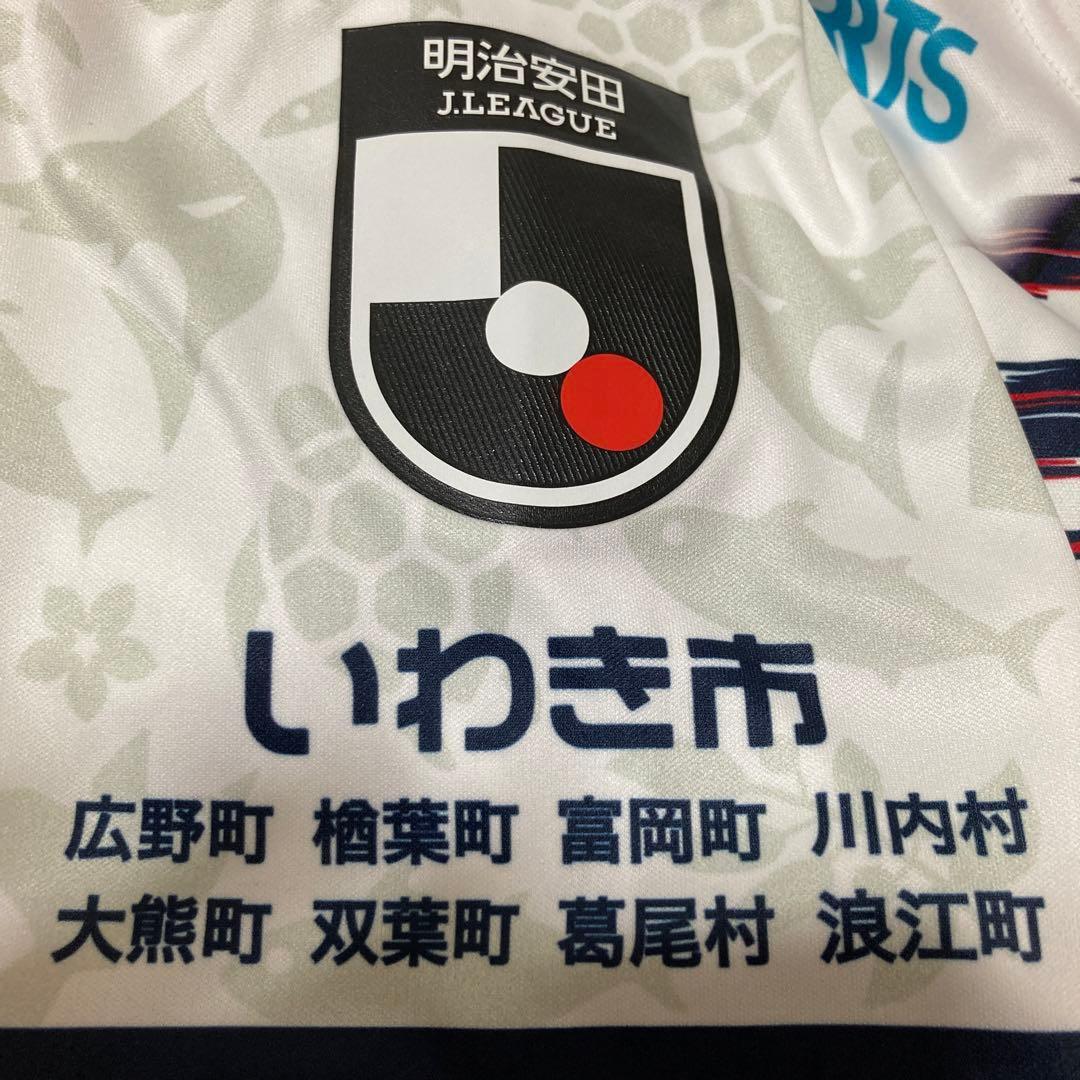 明治安田
J.LEAGUE
RTS
いわき市
広野町 楢葉町 富岡町 川内村
大熊町 双葉町 葛尾村 浪江町